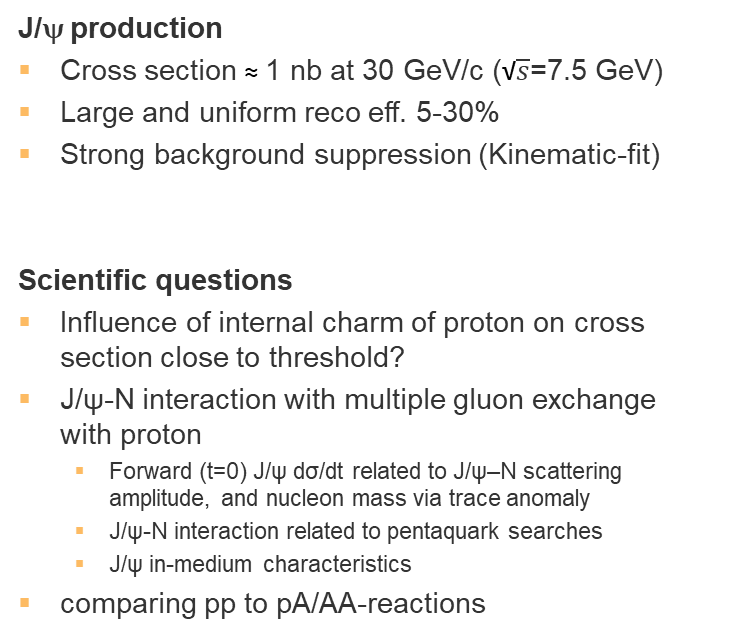 J/ψ production
▪ Cross section ≈ 1 nb at 30 GeV/c (√s=7.5 GeV)
▪ Large and uniform reco eff. 5-30%
▪ Strong background suppression (Kinematic-fit)
Scientific questions
▪ Influence of internal charm of proton on cross
section close to threshold?
▪ J/ψ-N interaction with multiple gluon exchange
with proton
▪ Forward (t=0) J/ψ dσ/dt related to J/ψ–N scattering
amplitude, and nucleon mass via trace anomaly
▪ J/ψ-N interaction related to pentaquark searches
▪ J/ψ in-medium characteristics
▪ comparing pp to pA/AA-reactions